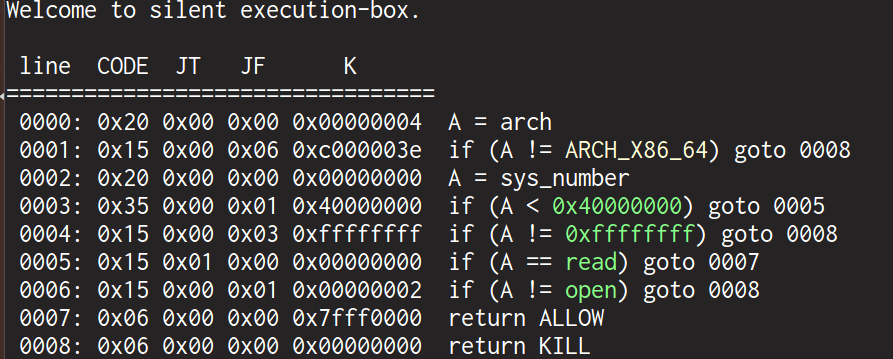 Welcome to silent execution-box.
line CODE JT JF K
=================================
0000: 0x20 0x00 0x00 0x00000004 A = arch
0001: 0x15 0x00 0x06 0xc000003e if (A != ARCH_X86_64) goto 0008
0002: 0x20 0x00 0x00 0x00000000 A = sys_number
0003: 0x35 0x00 0x01 0x40000000 if (A < 0x40000000) goto 0005
0004: 0x15 0x00 0x03 0xffffffff if (A != 0xffffffff) goto 0008
0005: 0x15 0x01 0x00 0x00000000 if (A == read) goto 0007
0006: 0x15 0x00 0x01 0x00000002 if (A != open) goto 0008
0007: 0x06 0x00 0x00 0x7fff0000 return ALLOW
0008: 0x06 0x00 0x00 0x00000000 return KILL